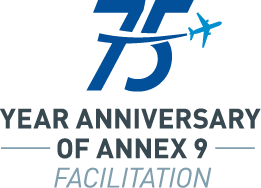 75
YEAR ANNIVERSARY
OF ANNEX 9
FACILITATION